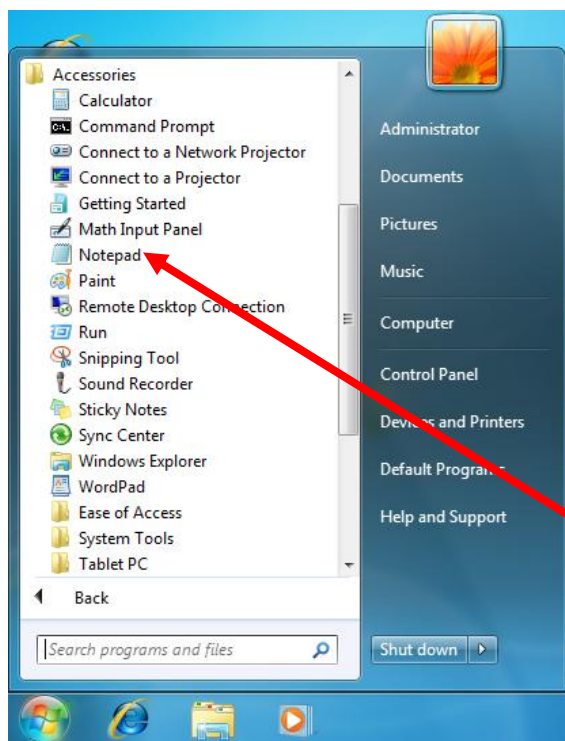 Accessories
Calculator
Command Prompt
Connect to a Network Projector
Connect to a Projector
Getting Started
Math Input Panel
Notepad
Paint
Remote Desktop Connection
Run
Snipping Tool
Sound Recorder
Sticky Notes
Sync Center
Windows Explorer
WordPad
Ease of Access
System Tools
Tablet PC
Back
Search programs and files
Administrator
Documents
Pictures
Music
Computer
Control Panel
Devices and Printers
Default Programs
Help and Support
Shut down